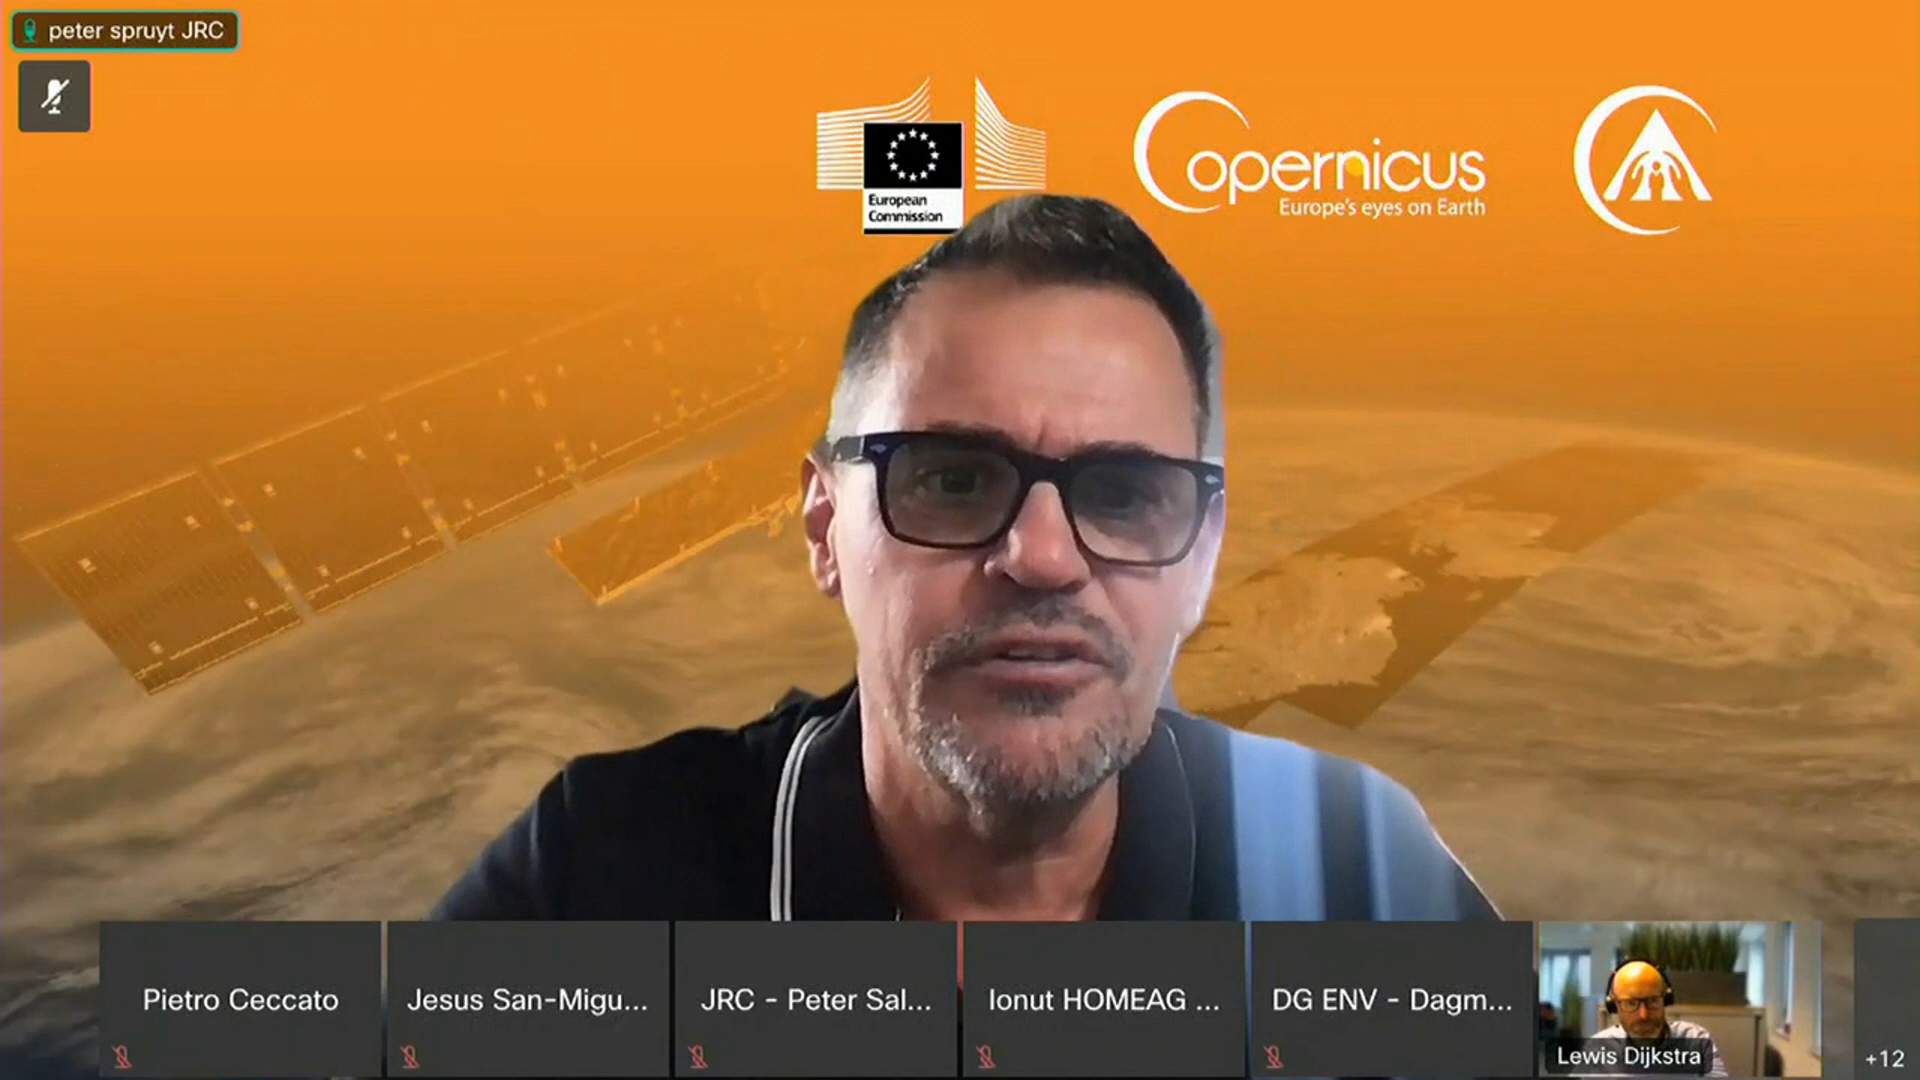 peter spruyt JRC
European
Commission
Copernicus
Europe's eyes on Earth
Pietro Ceccato
Jesus San-Migu...
JRC - Peter Sal...
Ionut HOMEAG ...
DG ENV - Dagm...
Lewis Dijkstra
+12